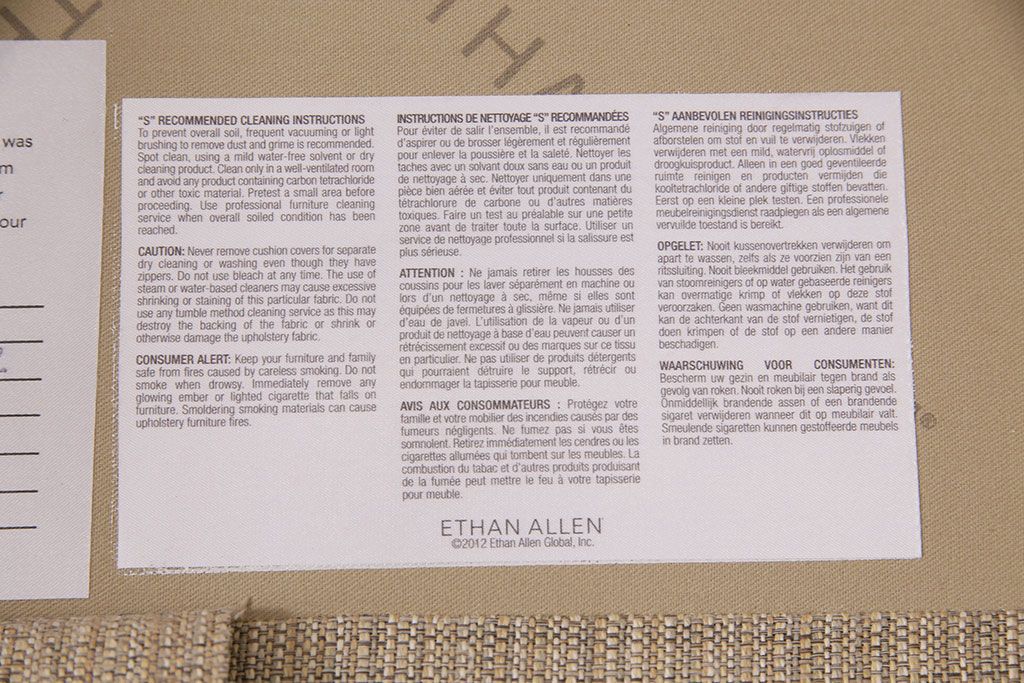 was
m
r
our
"S" RECOMMENDED CLEANING INSTRUCTIONS
To prevent overall soil, frequent vacuuming or light
brushing to remove dust and grime is recommended.
Spot clean, using a mild water-free solvent or dry
cleaning product. Clean only in a well-ventilated room
and avoid any product containing carbon tetrachloride
or other toxic material. Pretest a small area before
proceeding. Use professional furniture cleaning
service when overall soiled condition has been
reached.
CAUTION: Never remove cushion covers for separate
dry cleaning or washing even though they have
zippers. Do not use bleach at any time. The use of
steam or water-based cleaners may cause excessive
shrinking or staining of this particular fabric. Do not
use any tumble method cleaning service as this may
destroy the backing of the fabric or shrink or
otherwise damage the upholstery fabric.
CONSUMER ALERT: Keep your furniture and family
safe from fires caused by careless smoking. Do not
smoke when drowsy. Immediately remove any
glowing ember or lighted cigarette that falls on
furniture. Smoldering smoking materials can cause
upholstery furniture fires.
INSTRUCTIONS DE NETTOYAGE "S" RECOMMANDÉES
Pour éviter de salir l'ensemble, il est recommandé
d'aspirer ou de brosser légèrement et régulièrement
pour enlever la poussière et la saleté. Nettoyer les
taches avec un solvant doux sans eau ou un produit
de nettoyage à sec. Nettoyer uniquement dans une
pièce bien aérée et éviter tout produit contenant du
tétrachlorure de carbone ou d'autres matières
toxiques. Faire un test au préalable sur une petite
zone avant de traiter toute la surface. Utiliser un
service de nettoyage professionnel si la salissure est
plus sérieuse.
ATTENTION : Ne jamais retirer les housses des
coussins pour les laver séparément en machine ou
lors d'un nettoyage à sec, même si elles sont
équipées de fermetures à glissière. Ne jamais utiliser
d'eau de javel. L'utilisation de la vapeur ou d'un
produit de nettoyage à base d'eau peuvent causer un
rétrécissement excessif ou des marques sur ce tissu
en particulier. Ne pas utiliser de produits détergents
qui pourraient détruire le support, rétrécir ou
endommager la tapisserie pour meuble.
AVIS AUX CONSOMMATEURS : Protégez votre
famille et votre mobilier des incendies causés par des
fumeurs négligents. Ne fumez pas si vous êtes
somnolent. Retirez immédiatement les cendres ou les
cigarettes allumées qui tombent sur les meubles. La
combustion du tabac et d'autres produits produisant
de la fumée peut mettre le feu à votre tapisserie
pour meuble.
"S" AANBEVOLEN REINIGINGSINSTRUCTIES
Algemene reiniging door regelmatig stofzuigen of
afborstelen om stof en vuil te verwijderen. Vlekken
verwijderen met een mild, watervrij oplosmiddel of
droogkuisproduct. Alleen in een goed geventileerde
ruimte reinigen en producten vermijden die
kooltetrachloride of andere giftige stoffen bevatten.
Eerst op een kleine plek testen. Een professionele
meubelreinigingsdienst raadplegen als een algemene
vervuilde toestand is bereikt.
OPGELET: Nooit kussenovertrekken verwijderen om
apart te wassen, zelfs als ze voorzien zijn van een
ritssluiting. Nooit bleekmiddel gebruiken. Het gebruik
van stoomreinigers of op water gebaseerde reinigers
kan overmatige krimp of vlekken op deze stof
veroorzaken. Geen wasmachine gebruiken, want dit
kan de achterkant van de stof vernietigen, de stof
doen krimpen of de stof op een andere manier
beschadigen.
WAARSCHUWING VOOR CONSUMENTEN:
Bescherm uw gezin en meubilair tegen brand als
gevolg van roken. Nooit roken bij een slaperig gevoel.
Onmiddellijk brandende assen of een brandende
sigaret verwijderen wanneer dit op meubilair valt.
Smeulende sigaretten kunnen gestoffeerde meubels
in brand zetten.
ETHAN ALLEN
©2012 Ethan Allen Global, Inc.